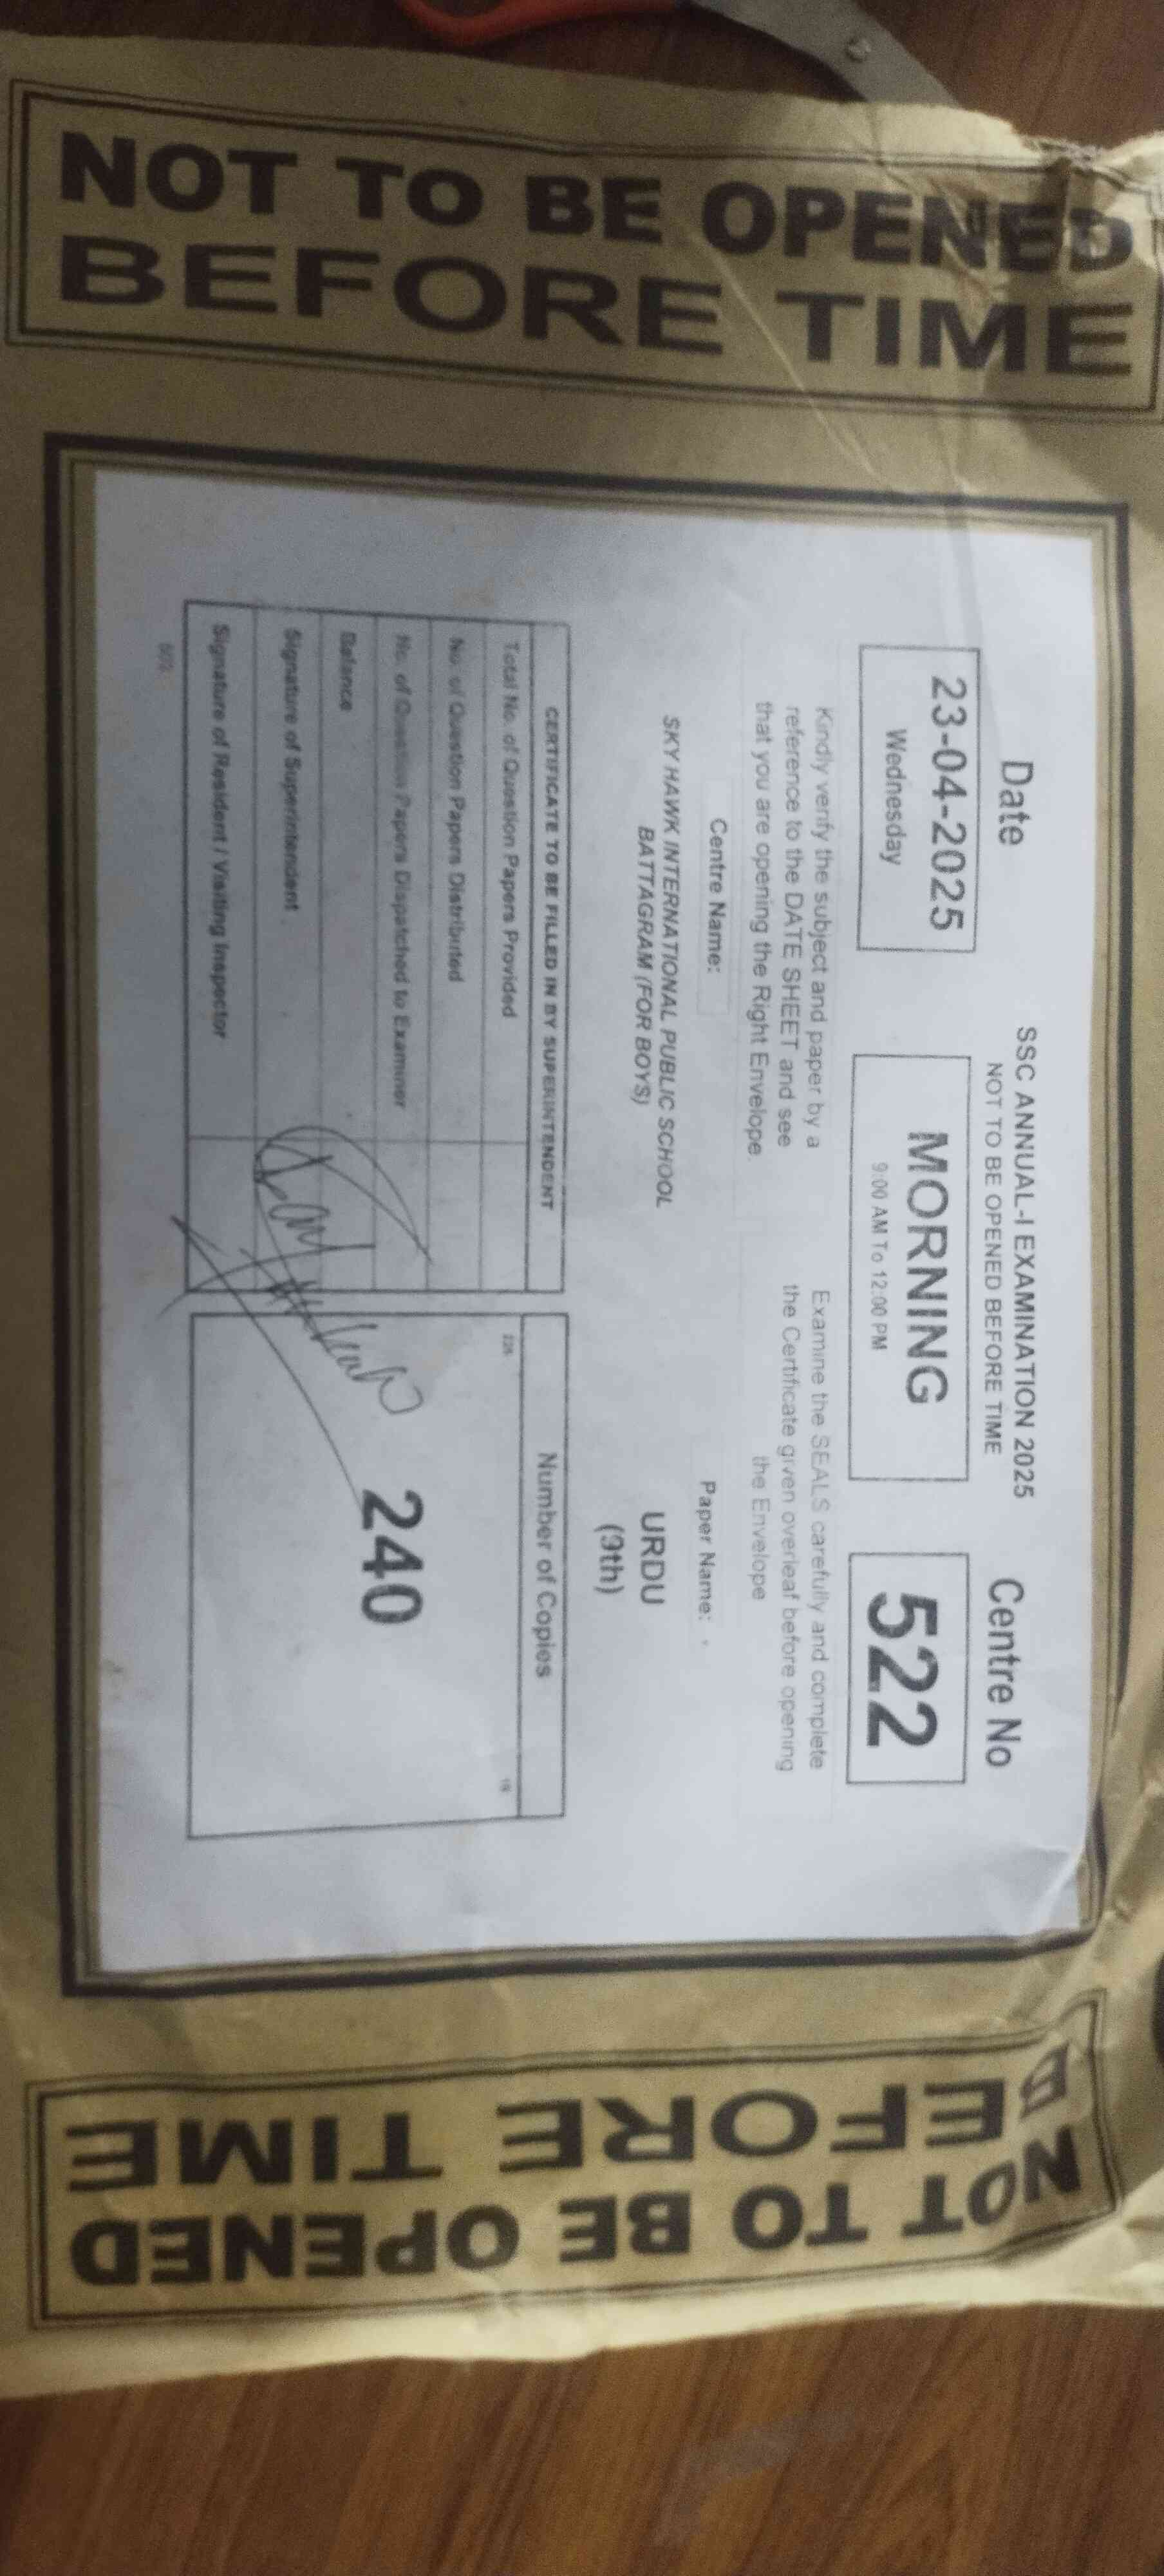 NOT TO BE OPENED
BEFORE TIME
SSC ANNUAL-I EXAMINATION 2025
NOT TO BE OPENED BEFORE TIME
Date
23-04-2025
Wednesday
MORNING
9:00 AM To 12:00 PM
Centre No
522
Kindly verify the subject and paper by a
reference to the DATE SHEET and see
that you are opening the Right Envelope.
Examine the SEALS carefully and complete
the Certificate given overleaf before opening
the Envelope
Centre Name:
SKY HAWK INTERNATIONAL PUBLIC SCHOOL
BATTAGRAM (FOR BOYS)
Paper Name:
URDU
(9th)
CERTIFICATE TO BE FILLED IN BY SUPERINTENDENT
Total No. of Question Papers Provided
No. of Question Papers Distributed
No. of Question Papers Dispatched to Examiner
Balance
Signature of Superintendent
Signature of Resident / Visiting Inspector
Number of Copies
240
NOT TO BE OPENED
BEFORE TIME